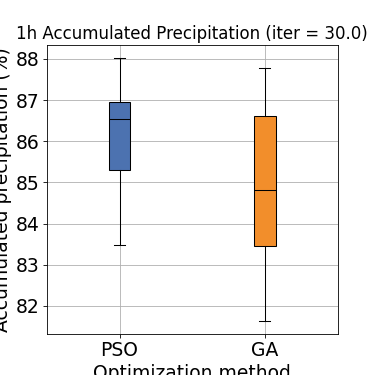 1h Accumulated Precipitation (iter = 30.0)
Accumulated precipitation (%)
88
87
86
85
84
83
82
PSO GA
Optimization method